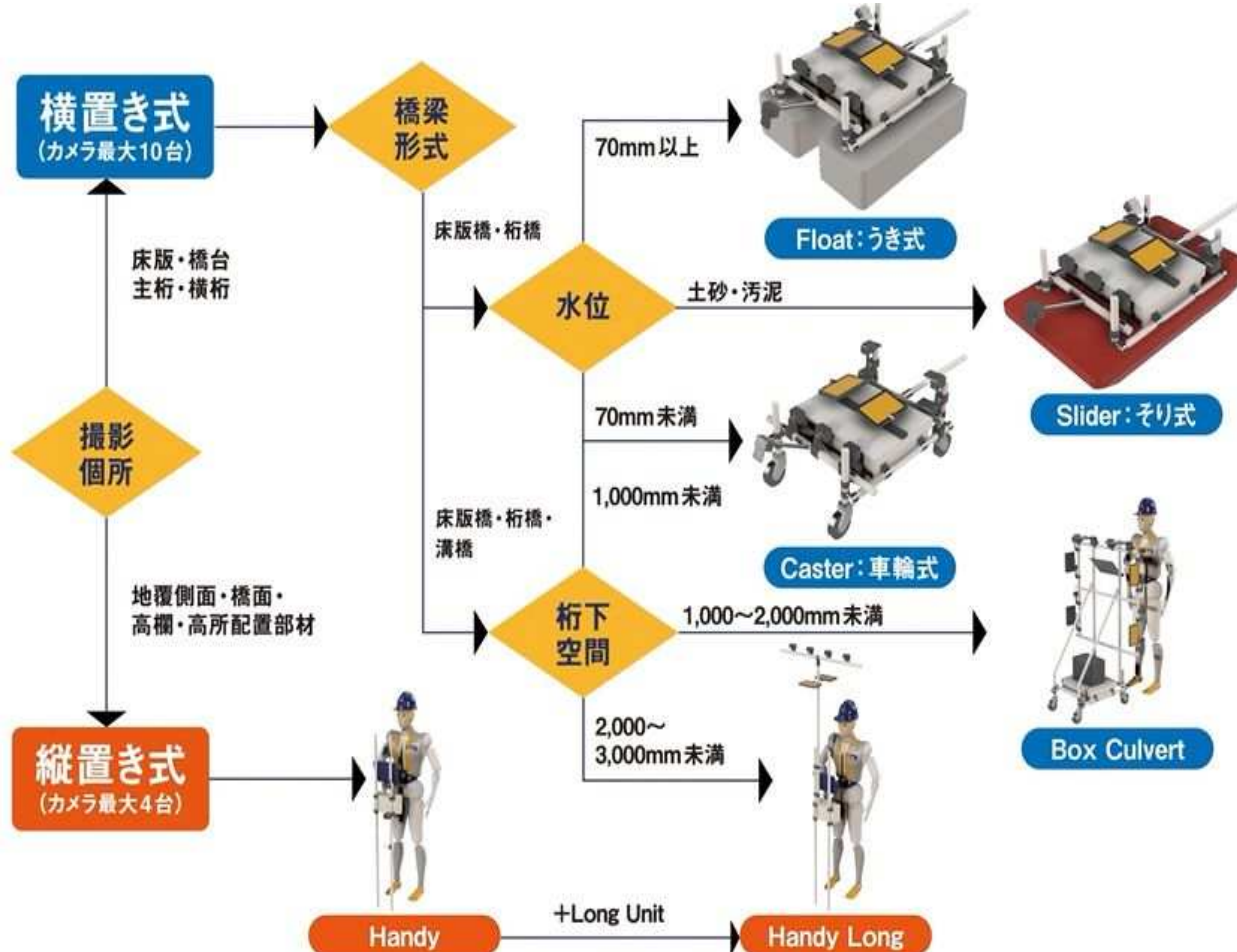 横置き式
(カメラ最大10台)
橋梁
形式
70mm以上
Float：うき式
床版橋・桁橋
床版・橋台
主桁・横桁
水位
土砂・汚泥
Slider：そり式
撮影
個所
70mm未満
1,000mm未満
Caster：車輪式
床版橋・桁橋・
溝橋
地覆側面・橋面・
高欄・高所配置部材
桁下
空間
1,000～2,000mm未満
Box Culvert
2,000～
3,000mm未満
縦置き式
(カメラ最大4台)
Handy
+Long Unit
Handy Long